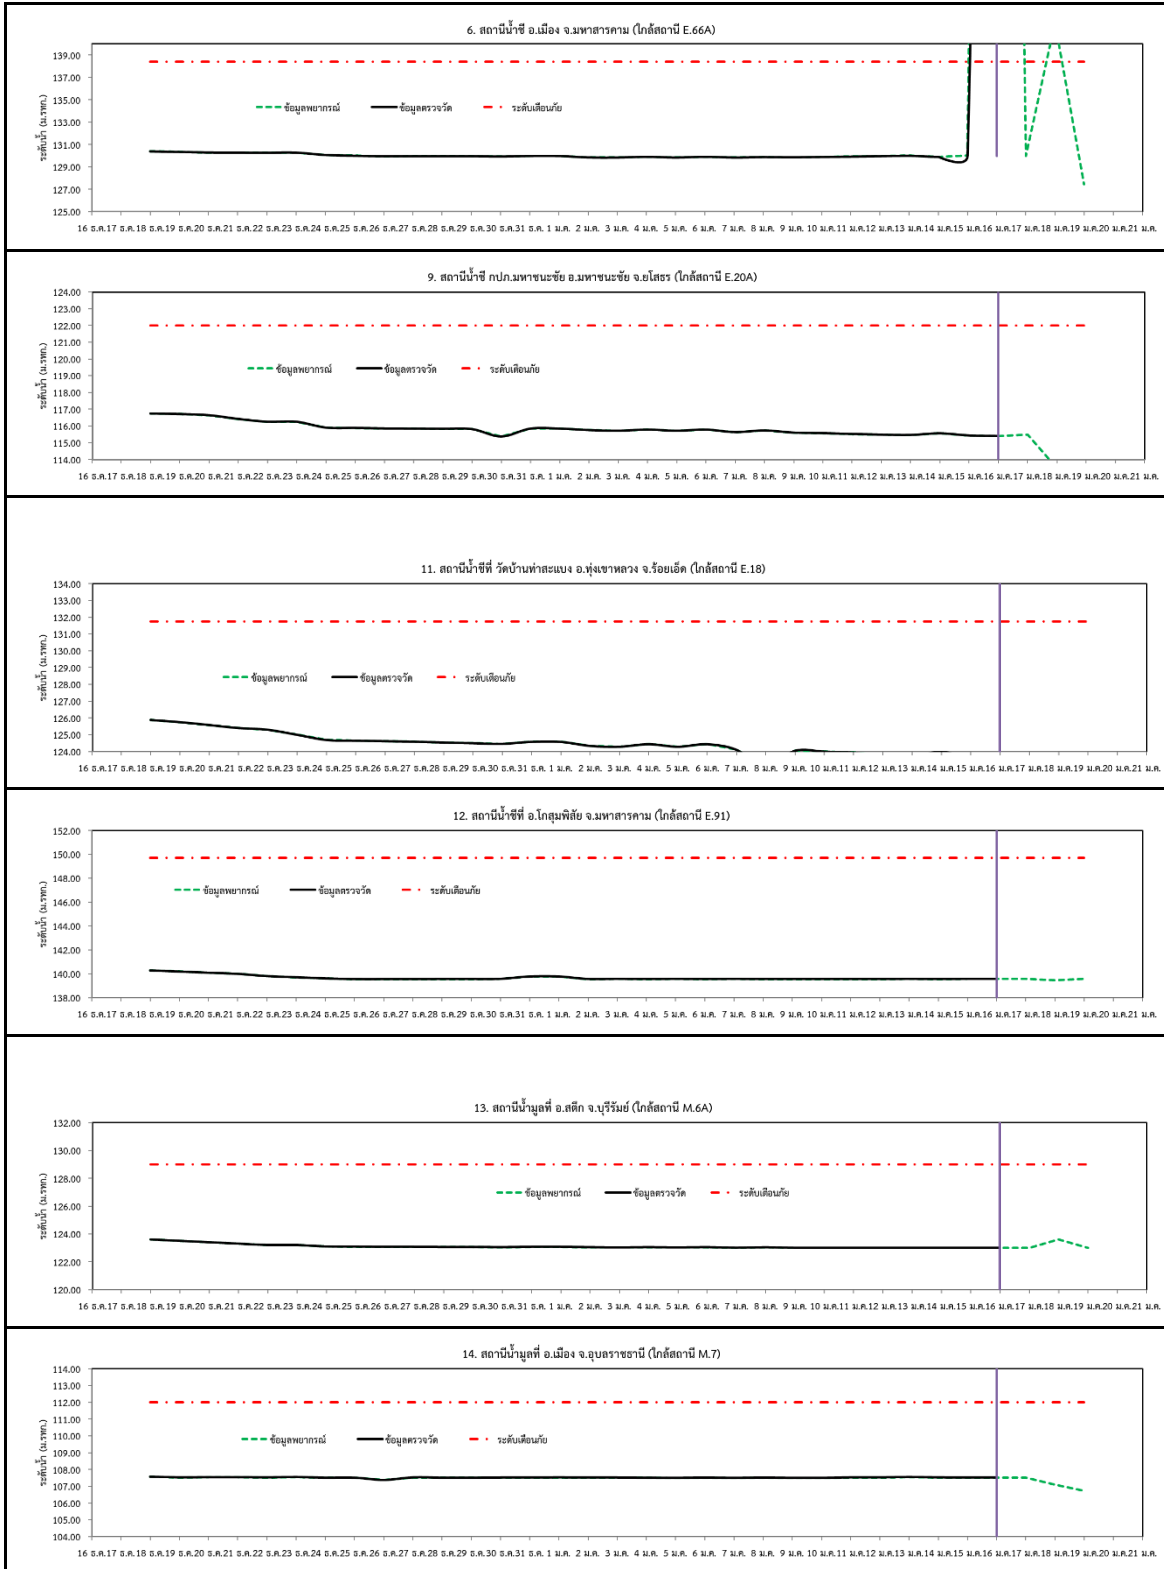 6. สถานีน้ำชี อ.เมือง จ.มหาสารคาม (ใกล้สถานี E.66A)
139.00
137.00
135.00
133.00
131.00
129.00
127.00
125.00
ระดับน้ำ (ม.รทก.)
ข้อมูลพยากรณ์ ข้อมูลตรวจวัด ระดับเตือนภัย
16 ธ.ค.17 ธ.ค.18 ธ.ค.19 ธ.ค.20 ธ.ค.21 ธ.ค.22 ธ.ค.23 ธ.ค.24 ธ.ค.25 ธ.ค.26 ธ.ค.27 ธ.ค.28 ธ.ค.29 ธ.ค.30 ธ.ค.31 ธ.ค. 1 ม.ค. 2 ม.ค. 3 ม.ค. 4 ม.ค. 5 ม.ค. 6 ม.ค. 7 ม.ค. 8 ม.ค. 9 ม.ค.10 ม.ค.11 ม.ค.12 ม.ค.13 ม.ค.14 ม.ค.15 ม.ค.16 ม.ค.17 ม.ค.18 ม.ค.19 ม.ค.20 ม.ค.21 ม.ค.
9. สถานีน้ำชี กปภ.มหาชนะชัย อ.มหาชนะชัย จ.ยโสธร (ใกล้สถานี E.20A)
124.00
123.00
122.00
121.00
120.00
119.00
118.00
117.00
116.00
115.00
114.00
ระดับน้ำ (ม.รทก.)
ข้อมูลพยากรณ์ ข้อมูลตรวจวัด ระดับเตือนภัย
16 ธ.ค.17 ธ.ค.18 ธ.ค.19 ธ.ค.20 ธ.ค.21 ธ.ค.22 ธ.ค.23 ธ.ค.24 ธ.ค.25 ธ.ค.26 ธ.ค.27 ธ.ค.28 ธ.ค.29 ธ.ค.30 ธ.ค.31 ธ.ค. 1 ม.ค. 2 ม.ค. 3 ม.ค. 4 ม.ค. 5 ม.ค. 6 ม.ค. 7 ม.ค. 8 ม.ค. 9 ม.ค.10 ม.ค.11 ม.ค.12 ม.ค.13 ม.ค.14 ม.ค.15 ม.ค.16 ม.ค.17 ม.ค.18 ม.ค.19 ม.ค.20 ม.ค.21 ม.ค.
11. สถานีน้ำชีที่ วัดบ้านท่าสะแบง อ.ทุ่งเขาหลวง จ.ร้อยเอ็ด (ใกล้สถานี E.18)
134.00
133.00
132.00
131.00
130.00
129.00
128.00
127.00
126.00
125.00
124.00
ระดับน้ำ (ม.รทก.)
ข้อมูลพยากรณ์ ข้อมูลตรวจวัด ระดับเตือนภัย
16 ธ.ค.17 ธ.ค.18 ธ.ค.19 ธ.ค.20 ธ.ค.21 ธ.ค.22 ธ.ค.23 ธ.ค.24 ธ.ค.25 ธ.ค.26 ธ.ค.27 ธ.ค.28 ธ.ค.29 ธ.ค.30 ธ.ค.31 ธ.ค. 1 ม.ค. 2 ม.ค. 3 ม.ค. 4 ม.ค. 5 ม.ค. 6 ม.ค. 7 ม.ค. 8 ม.ค. 9 ม.ค.10 ม.ค.11 ม.ค.12 ม.ค.13 ม.ค.14 ม.ค.15 ม.ค.16 ม.ค.17 ม.ค.18 ม.ค.19 ม.ค.20 ม.ค.21 ม.ค.
12. สถานีน้ำชีที่ อ.โกสุมพิสัย จ.มหาสารคาม (ใกล้สถานี E.91)
152.00
150.00
148.00
146.00
144.00
142.00
140.00
138.00
ระดับน้ำ (ม.รทก.)
ข้อมูลพยากรณ์ ข้อมูลตรวจวัด ระดับเตือนภัย
16 ธ.ค.17 ธ.ค.18 ธ.ค.19 ธ.ค.20 ธ.ค.21 ธ.ค.22 ธ.ค.23 ธ.ค.24 ธ.ค.25 ธ.ค.26 ธ.ค.27 ธ.ค.28 ธ.ค.29 ธ.ค.30 ธ.ค.31 ธ.ค. 1 ม.ค. 2 ม.ค. 3 ม.ค. 4 ม.ค. 5 ม.ค. 6 ม.ค. 7 ม.ค. 8 ม.ค. 9 ม.ค.10 ม.ค.11 ม.ค.12 ม.ค.13 ม.ค.14 ม.ค.15 ม.ค.16 ม.ค.17 ม.ค.18 ม.ค.19 ม.ค.20 ม.ค.21 ม.ค.
13. สถานีน้ำมูลที่ อ.สตึก จ.บุรีรัมย์ (ใกล้สถานี M.6A)
132.00
130.00
128.00
126.00
124.00
122.00
120.00
ระดับน้ำ (ม.รทก.)
ข้อมูลพยากรณ์ ข้อมูลตรวจวัด ระดับเตือนภัย
16 ธ.ค.17 ธ.ค.18 ธ.ค.19 ธ.ค.20 ธ.ค.21 ธ.ค.22 ธ.ค.23 ธ.ค.24 ธ.ค.25 ธ.ค.26 ธ.ค.27 ธ.ค.28 ธ.ค.29 ธ.ค.30 ธ.ค.31 ธ.ค. 1 ม.ค. 2 ม.ค. 3 ม.ค. 4 ม.ค. 5 ม.ค. 6 ม.ค. 7 ม.ค. 8 ม.ค. 9 ม.ค.10 ม.ค.11 ม.ค.12 ม.ค.13 ม.ค.14 ม.ค.15 ม.ค.16 ม.ค.17 ม.ค.18 ม.ค.19 ม.ค.20 ม.ค.21 ม.ค.
14. สถานีน้ำมูลที่ อ.เมือง จ.อุบลราชธานี (ใกล้สถานี M.7)
114.00
113.00
112.00
111.00
110.00
109.00
108.00
107.00
106.00
105.00
104.00
ระดับน้ำ (ม.รทก.)
ข้อมูลพยากรณ์ ข้อมูลตรวจวัด ระดับเตือนภัย
16 ธ.ค.17 ธ.ค.18 ธ.ค.19 ธ.ค.20 ธ.ค.21 ธ.ค.22 ธ.ค.23 ธ.ค.24 ธ.ค.25 ธ.ค.26 ธ.ค.27 ธ.ค.28 ธ.ค.29 ธ.ค.30 ธ.ค.31 ธ.ค. 1 ม.ค. 2 ม.ค. 3 ม.ค. 4 ม.ค. 5 ม.ค. 6 ม.ค. 7 ม.ค. 8 ม.ค. 9 ม.ค.10 ม.ค.11 ม.ค.12 ม.ค.13 ม.ค.14 ม.ค.15 ม.ค.16 ม.ค.17 ม.ค.18 ม.ค.19 ม.ค.20 ม.ค.21 ม.ค.